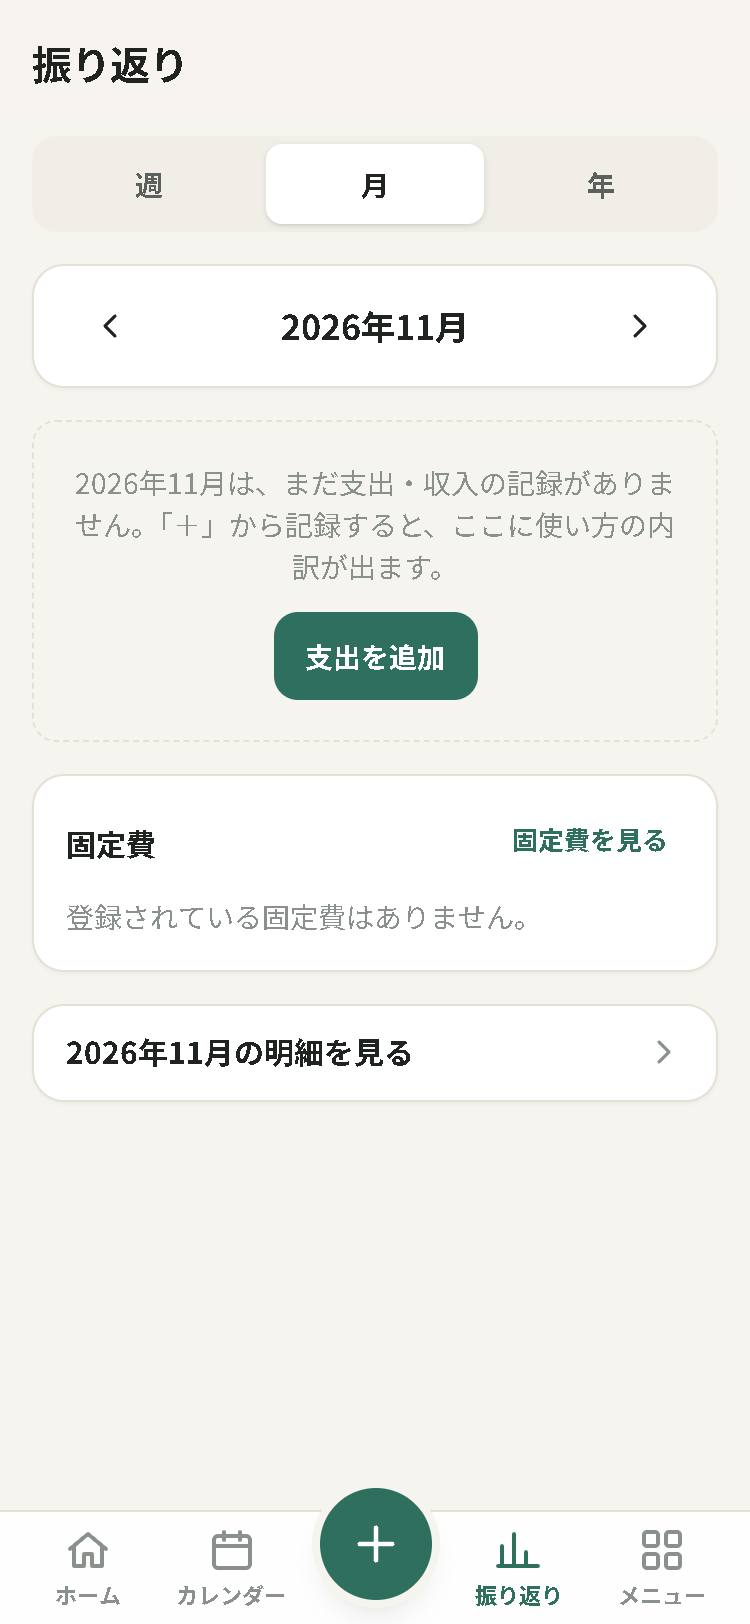 振り返り
週
月
年
2026年11月
2026年11月は、まだ支出・収入の記録がありま
せん。「＋」から記録すると、ここに使い方の内
訳が出ます。
支出を追加
固定費
固定費を見る
登録されている固定費はありません。
2026年11月の明細を見る
ホーム
カレンダー
振り返り
メニュー